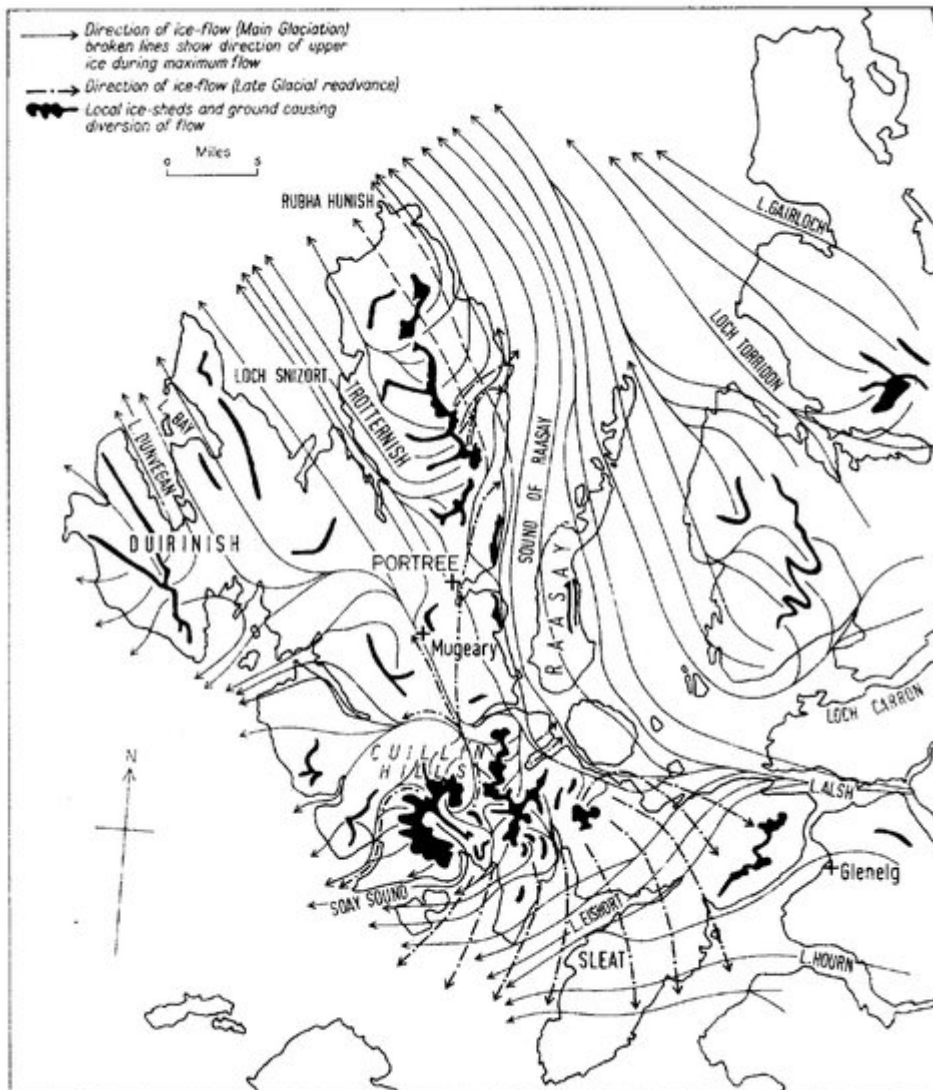 Direction of ice-flow (Main Glaciation)
broken lines show direction of upper
ice during maximum flow
Direction of ice-flow (Late Glacial readvance)
Local ice-sheds and ground causing
diversion of flow
Miles
0 5
RUBHA HUNISH
L. GAIRLOCH
LOCH TORRIDON
LOCH SNIZORT
TROTTERNISH
L. BAY
L. DUNVEGAN
SOUND OF RAASAY
DUIRINISH
PORTREE
RAASAY
Mugeary
LOCH CARRON
N
CUILLIN
HILLS
L. ALSH
Glenelg
SOAY SOUND
L. EISHORT
SLEAT
L. HOURN